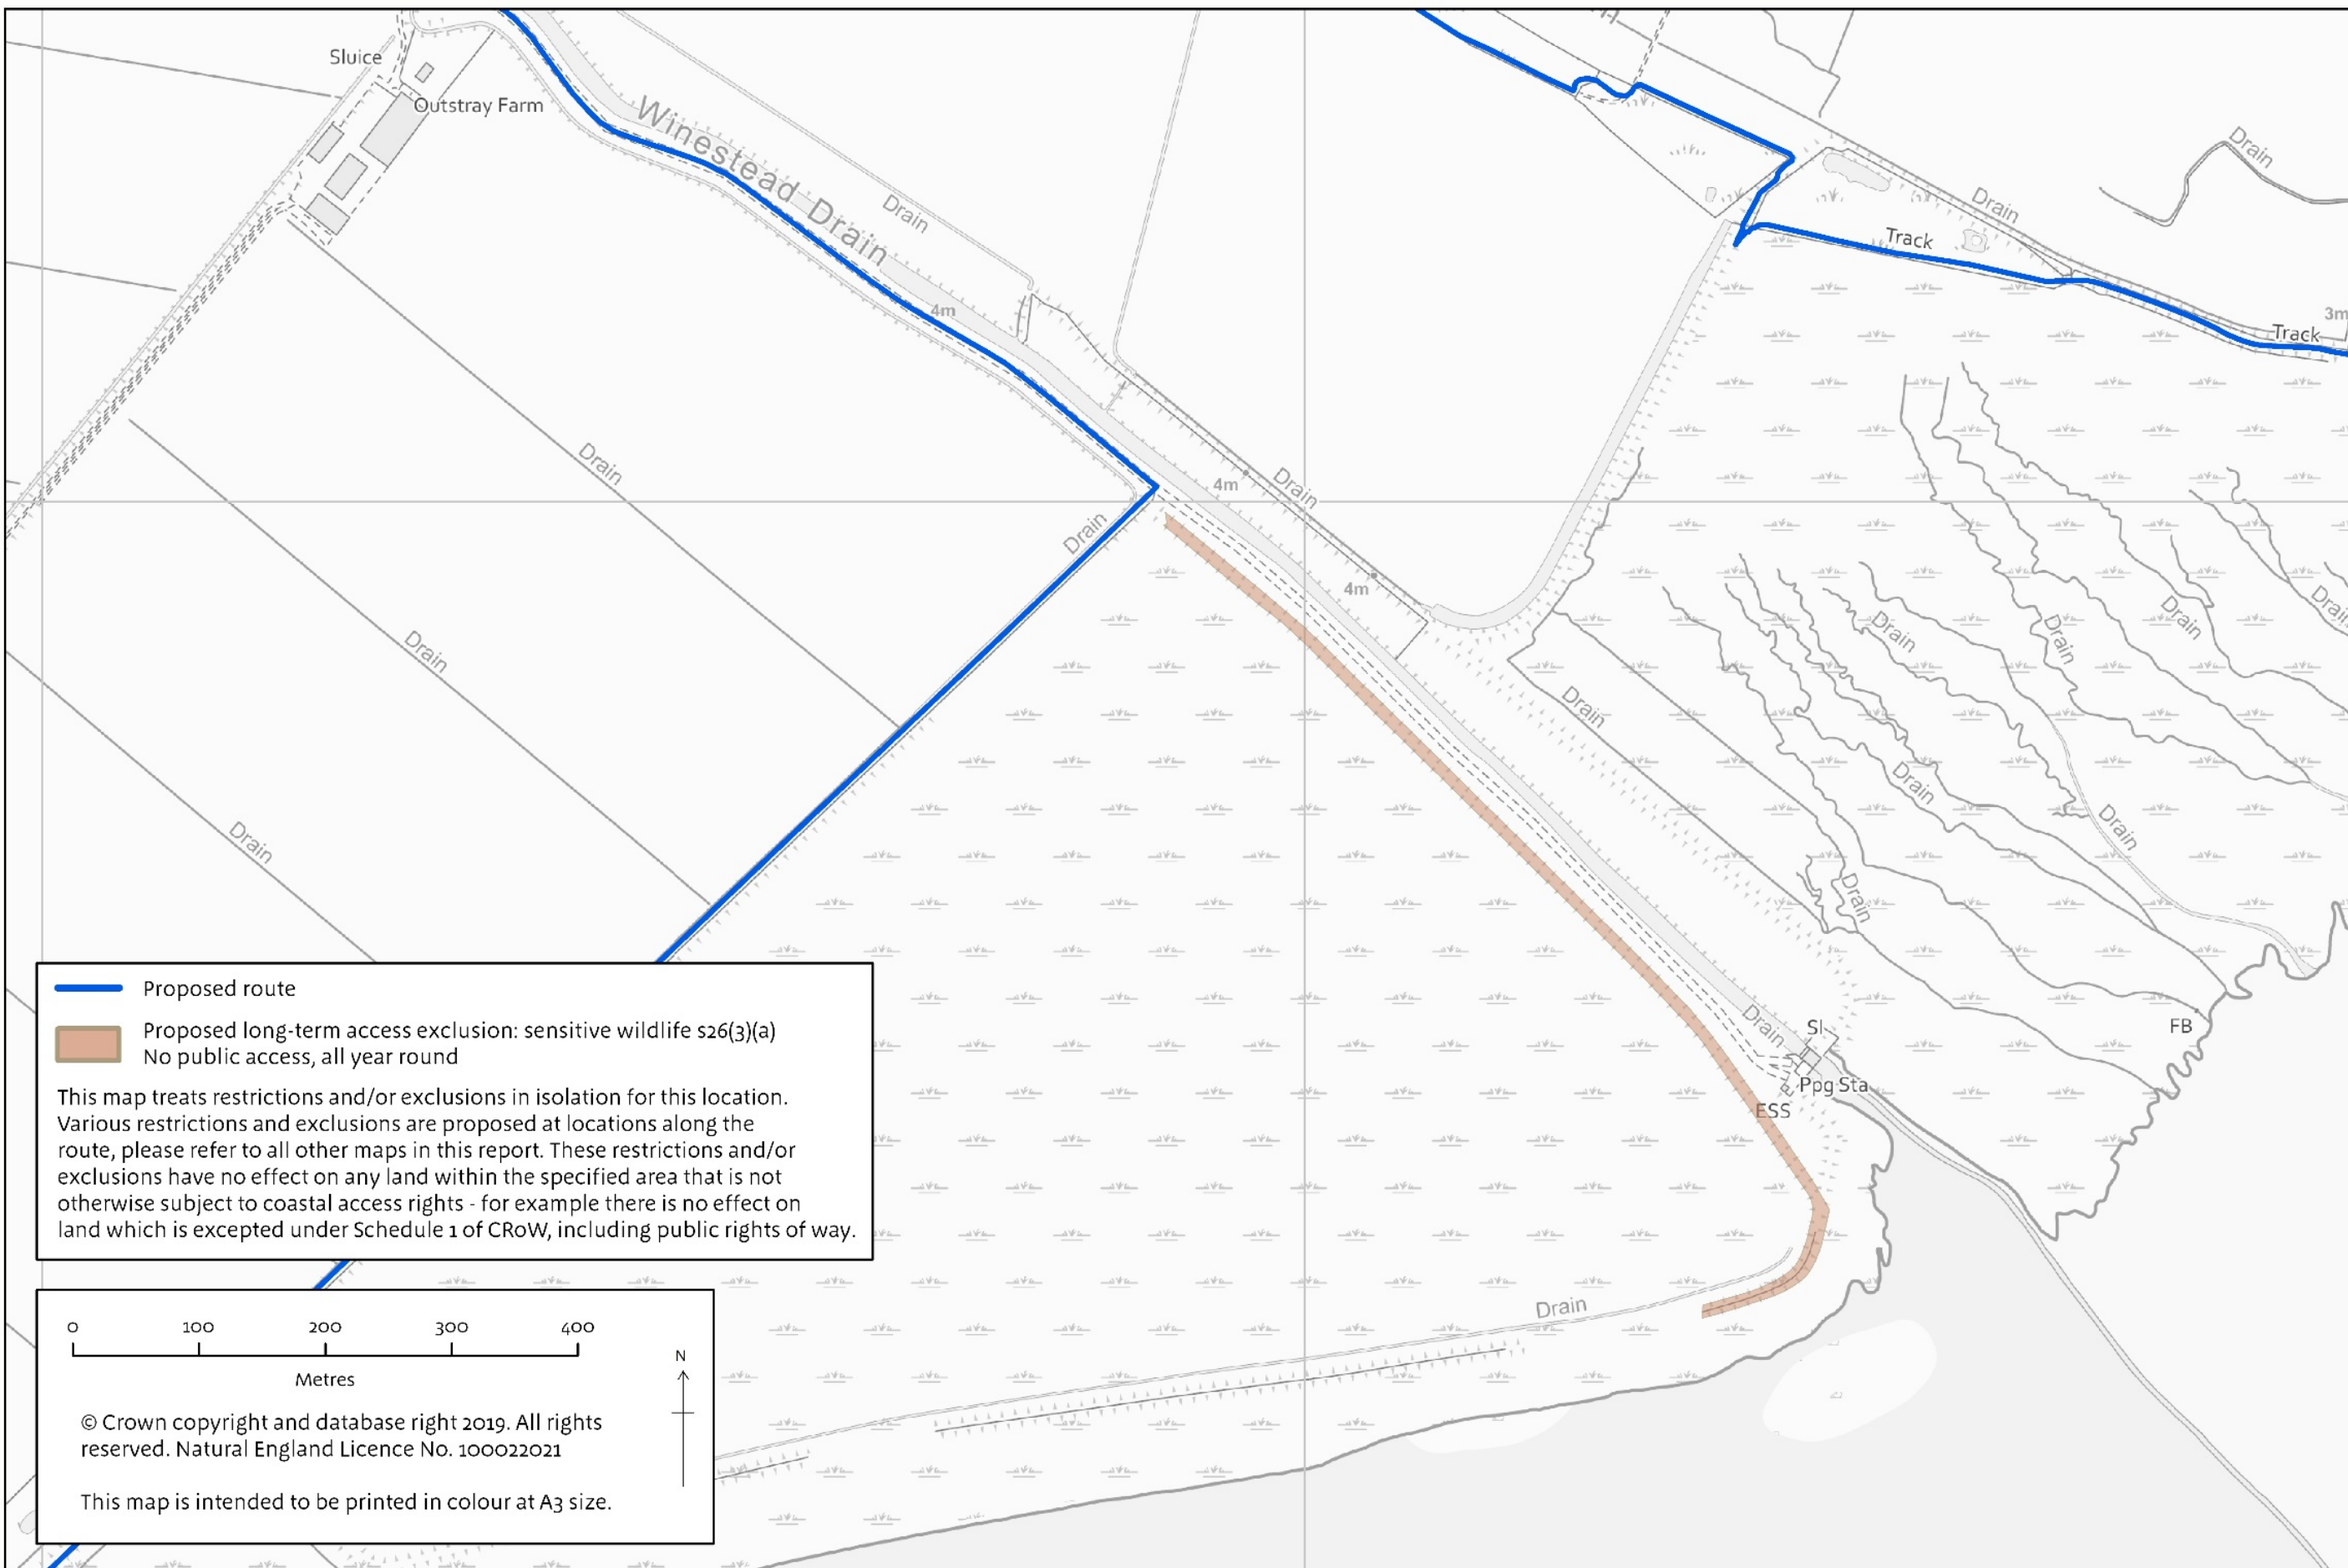 Sluice
Outstray Farm
Winestead Drain
Drain
Drain
Drain
Track
3m
Track
4m
Drain
4m
Drain
Drain
4m
Drain
Drain
Drain
Drain
Drain
Drain
Drain
Drain
Drain
Drain
Drain
Drain
Sl
FB
Ppg Sta
ESS
Drain
Proposed route
Proposed long-term access exclusion: sensitive wildlife s26(3)(a)
No public access, all year round
This map treats restrictions and/or exclusions in isolation for this location.
Various restrictions and exclusions are proposed at locations along the
route, please refer to all other maps in this report. These restrictions and/or
exclusions have no effect on any land within the specified area that is not
otherwise subject to coastal access rights - for example there is no effect on
land which is excepted under Schedule 1 of CRoW, including public rights of way.
0 100 200 300 400
Metres
N
© Crown copyright and database right 2019. All rights
reserved. Natural England Licence No. 100022021
This map is intended to be printed in colour at A3 size.